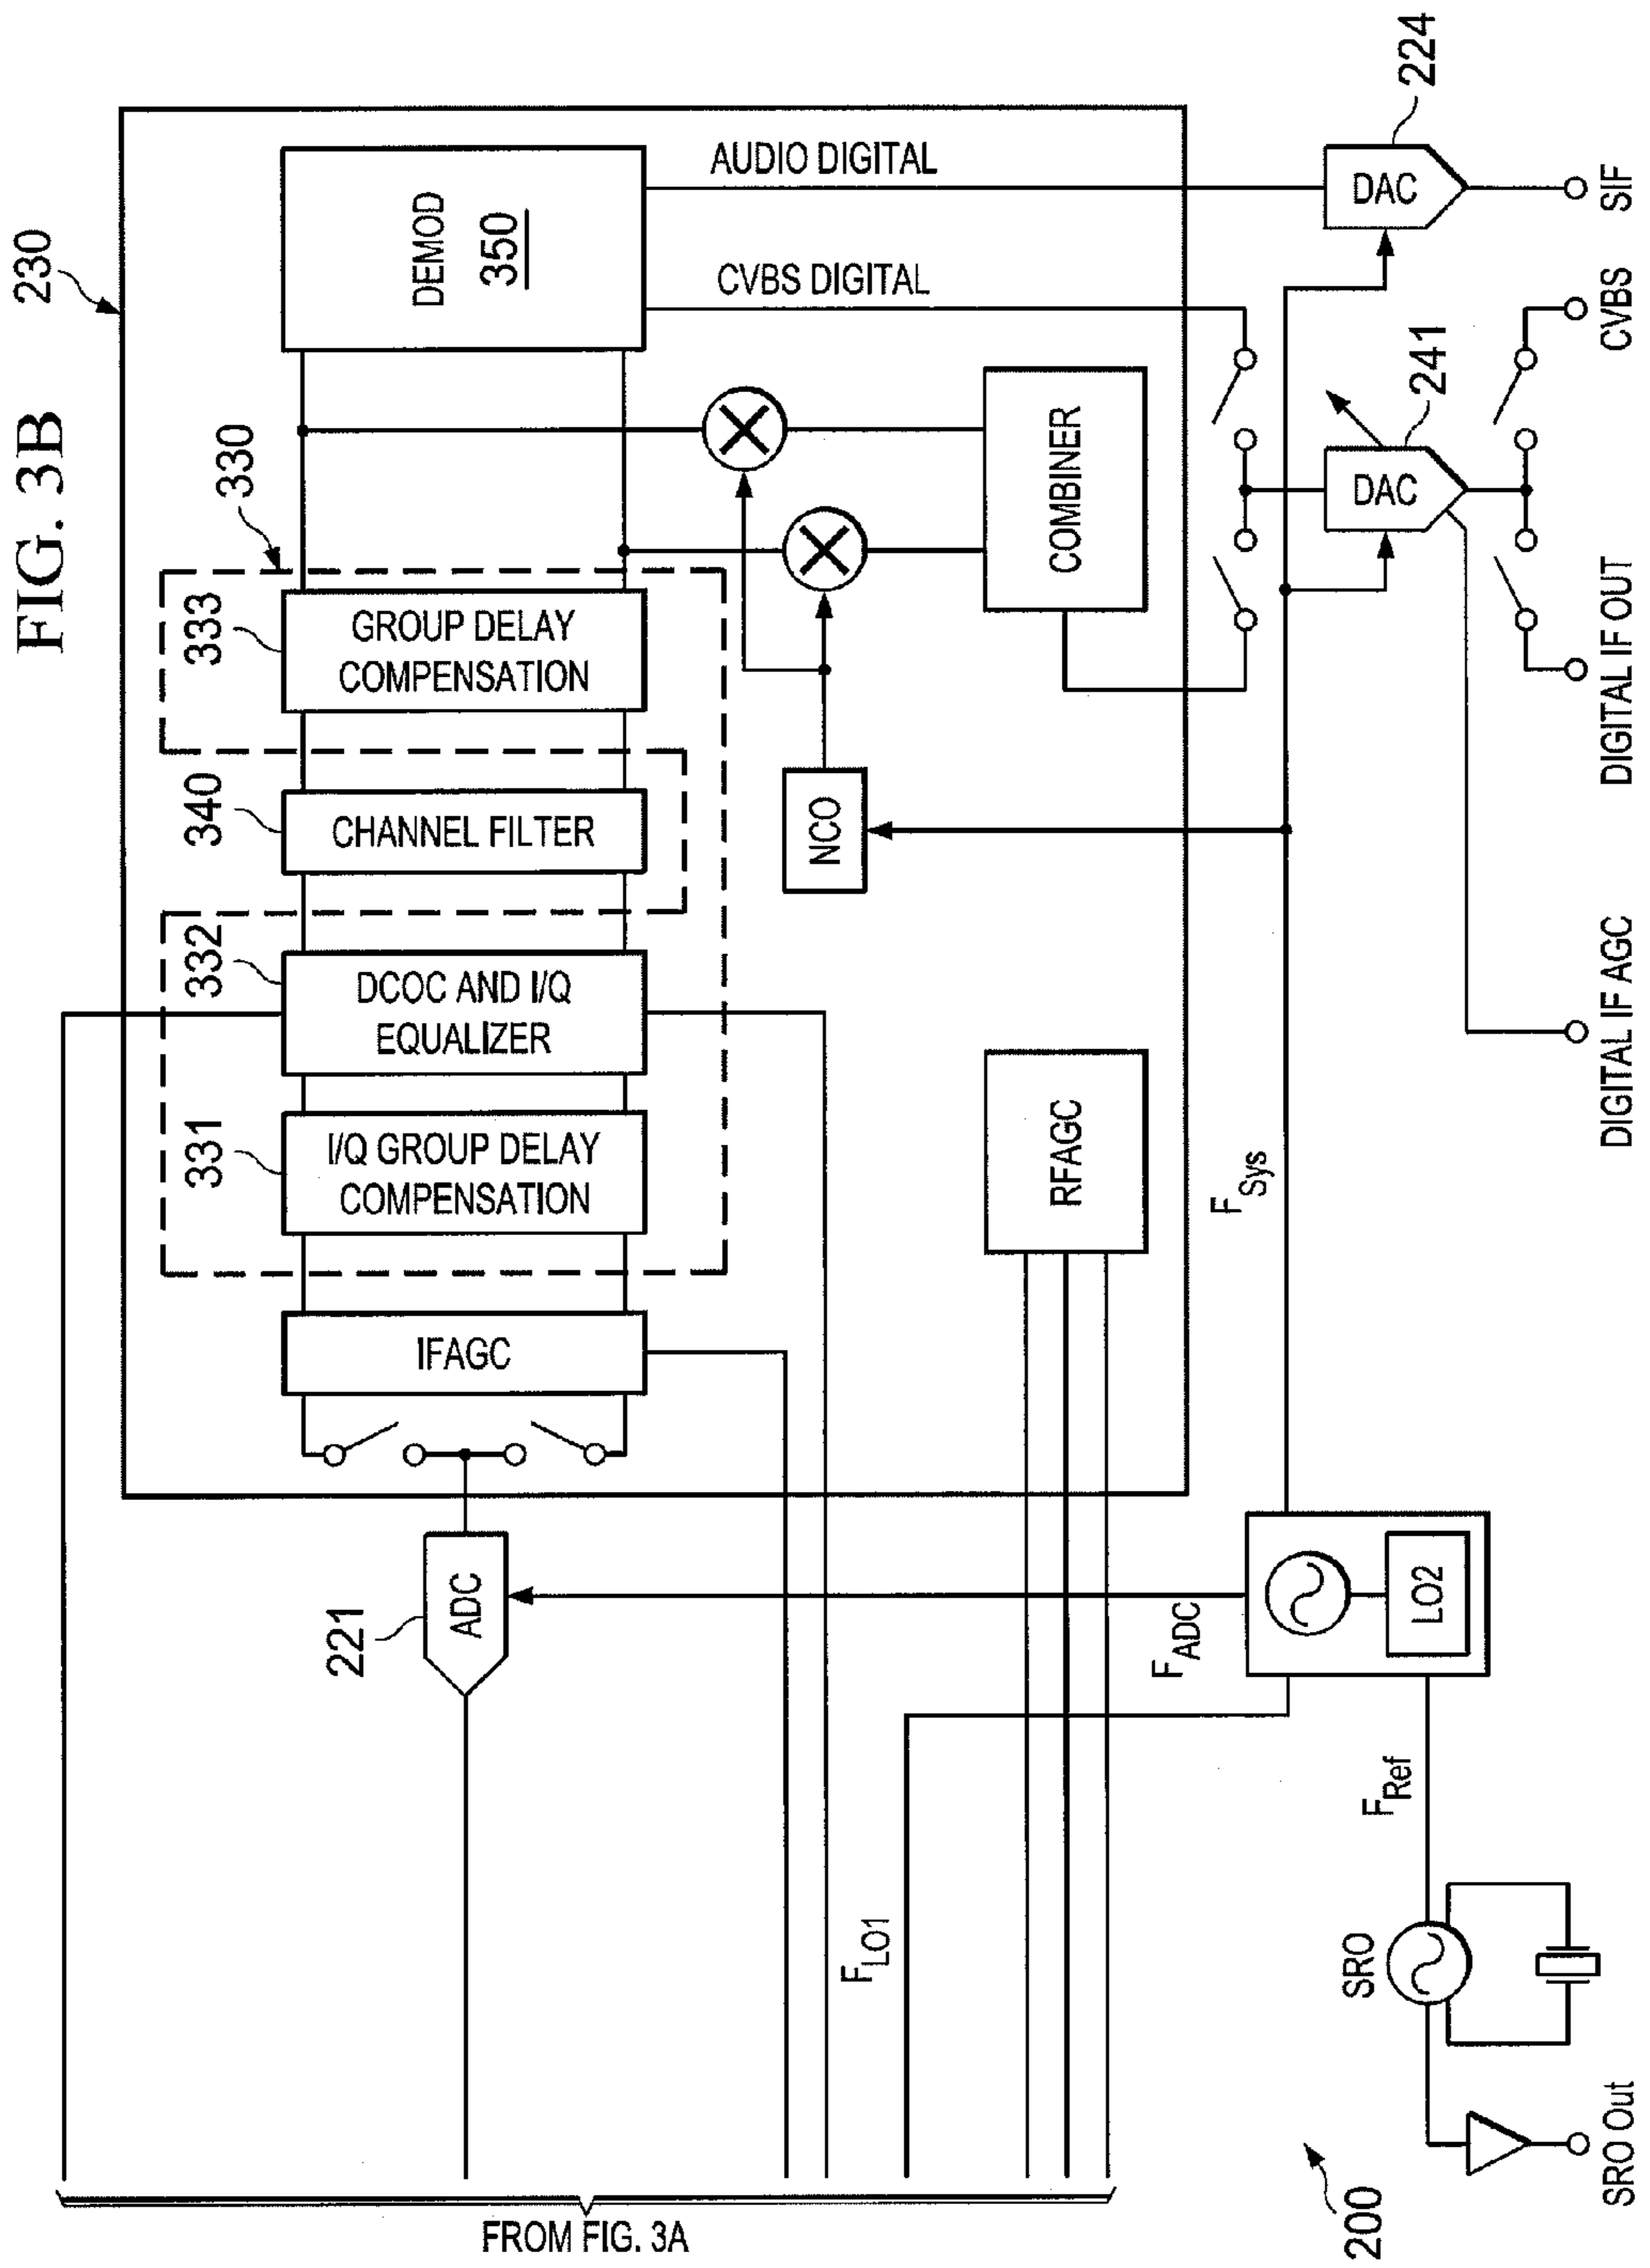 FIG. 3B
230
330
333
GROUP DELAY
COMPENSATION
340
CHANNEL FILTER
332
DCOC AND I/Q
EQUALIZER
331
I/Q GROUP DELAY
COMPENSATION
IFAGC
DEMOD
350
221
ADC
NCO
COMBINER
RFAGC
AUDIO DIGITAL
CVBS DIGITAL
DAC
224
DAC
241
SIF
CVBS
DIGITAL IF OUT
DIGITAL IF AGC
FSys
FADC
FLO1
LO2
FRef
SRO
SRO Out
200
FROM FIG. 3A